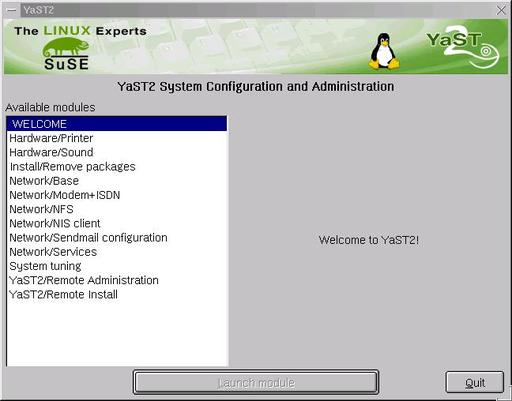 YaST2
The LINUX Experts
SuSE
YaST
2
YaST2 System Configuration and Administration
Available modules
WELCOME
Hardware/Printer
Hardware/Sound
Install/Remove packages
Network/Base
Network/Modem+ISDN
Network/NFS
Network/NIS client
Network/Sendmail configuration
Network/Services
System tuning
YaST2/Remote Administration
YaST2/Remote Install
Welcome to YaST2!
Launch module
Quit